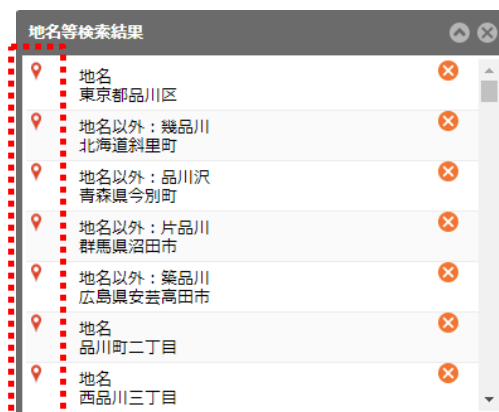 地名等検索結果
地名
東京都品川区
地名以外：幾品川
北海道斜里町
地名以外：品川沢
青森県今別町
地名以外：片品川
群馬県沼田市
地名以外：築品川
広島県安芸高田市
地名
品川町二丁目
地名
西品川三丁目